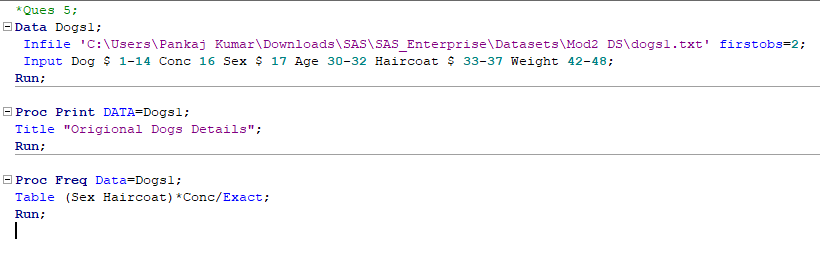 *Ques 5;
Data Dogs1;
Infile 'C:\Users\Pankaj Kumar\Downloads\SAS\SAS_Enterprise\Datasets\Mod2 DS\dogs1.txt' firstobs=2;
Input Dog $ 1-14 Conc 16 Sex $ 17 Age 30-32 Haircoat $ 33-37 Weight 42-48;
Run;
Proc Print DATA=Dogs1;
Title "Origional Dogs Details";
Run;
Proc Freq Data=Dogs1;
Table (Sex Haircoat)*Conc/Exact;
Run;